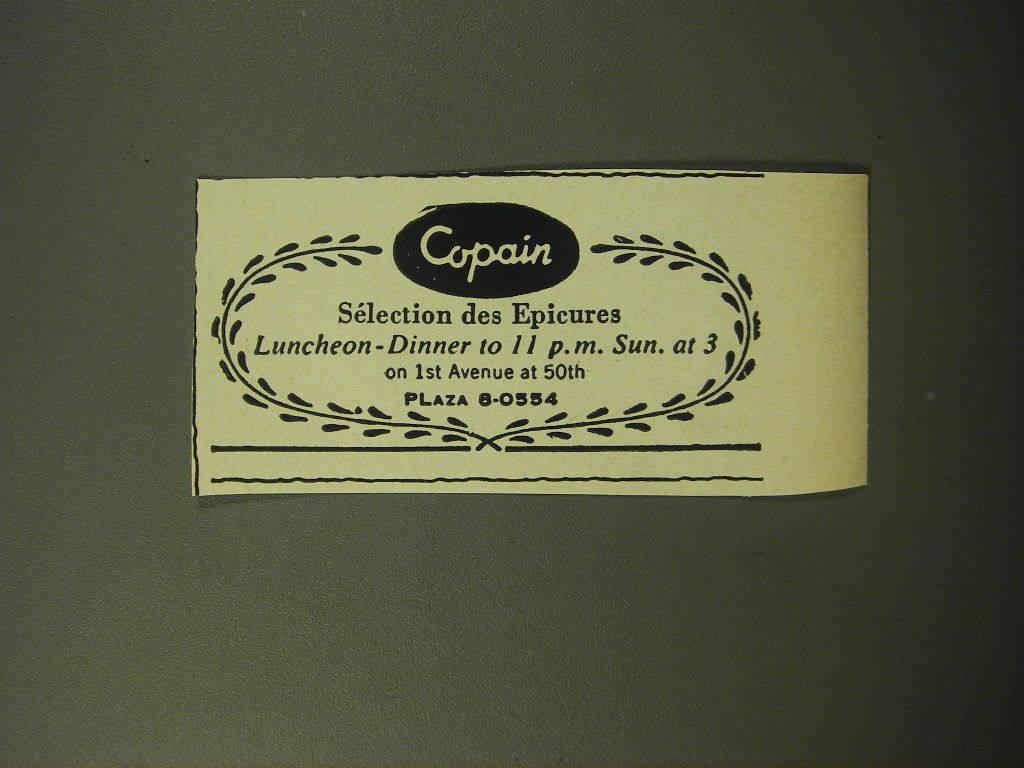 Copain
Sélection des Epicures
Luncheon-Dinner to 11 p.m. Sun. at 3
on 1st Avenue at 50th
PLAZA 8-0554